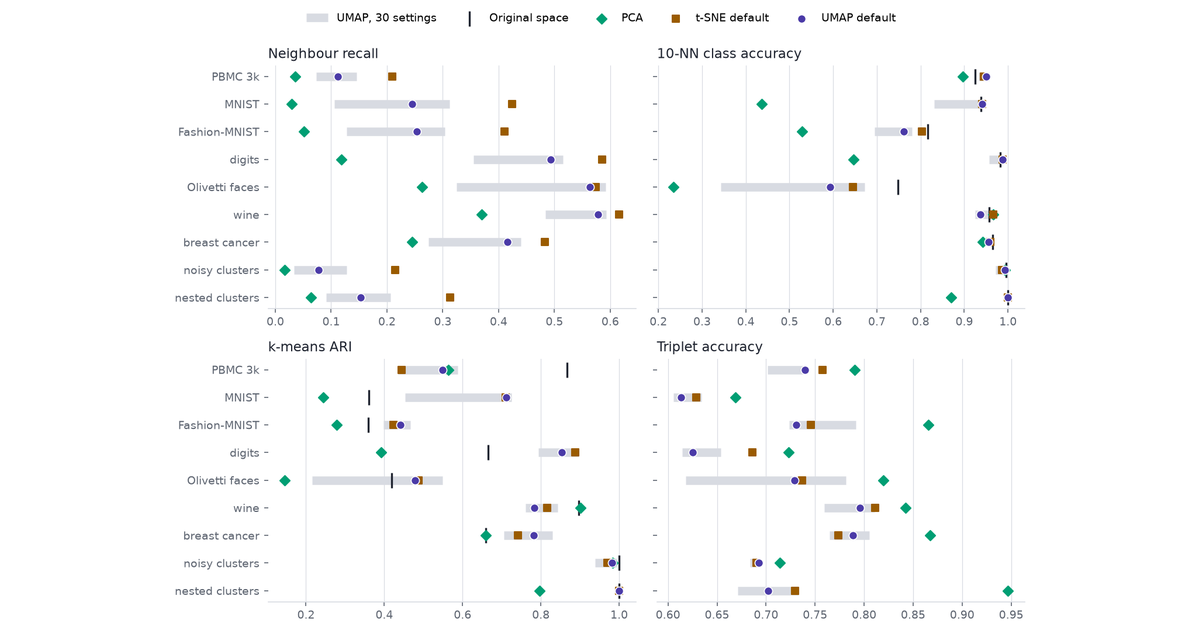 UMAP, 30 settings Original space PCA t-SNE default UMAP default
Neighbour recall 10-NN class accuracy
PBMC 3k
MNIST
Fashion-MNIST
digits
Olivetti faces
wine
breast cancer
noisy clusters
nested clusters
0.0 0.1 0.2 0.3 0.4 0.5 0.6 0.2 0.3 0.4 0.5 0.6 0.7 0.8 0.9 1.0
k-means ARI Triplet accuracy
PBMC 3k
MNIST
Fashion-MNIST
digits
Olivetti faces
wine
breast cancer
noisy clusters
nested clusters
0.2 0.4 0.6 0.8 1.0 0.60 0.65 0.70 0.75 0.80 0.85 0.90 0.95